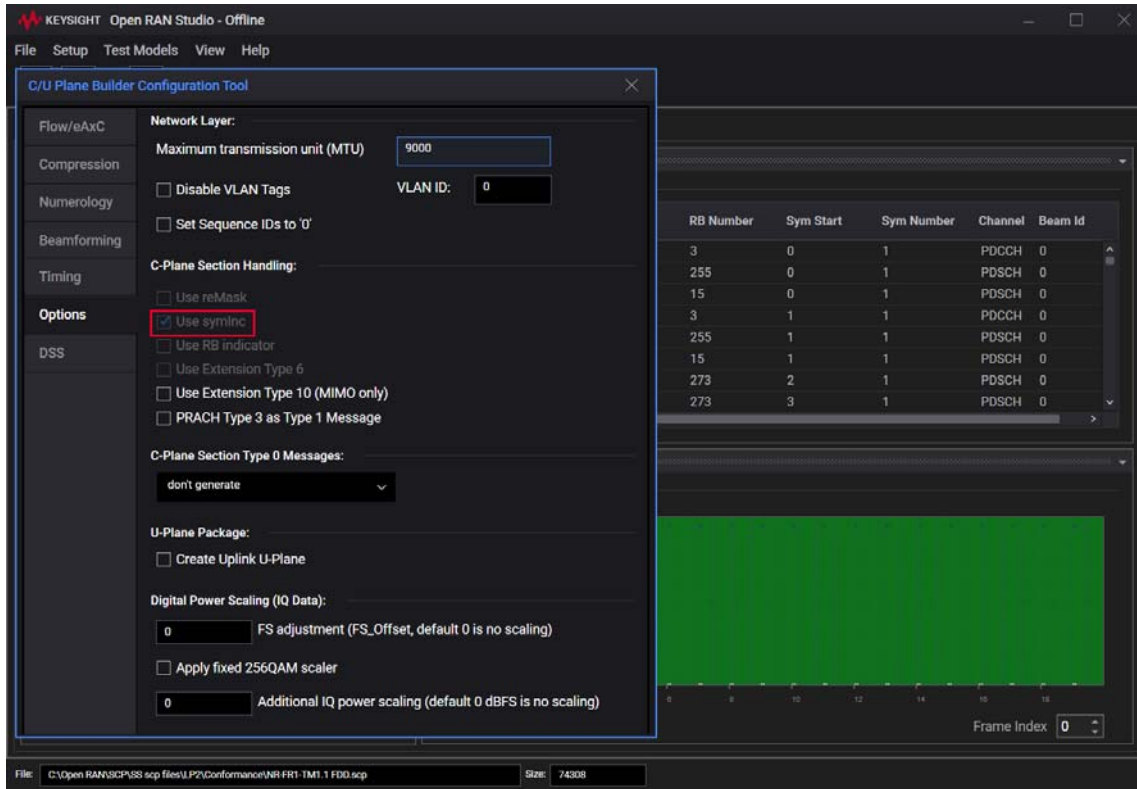 KEYSIGHT Open RAN Studio - Offline
File Setup Test Models View Help
C/U Plane Builder Configuration Tool
Flow/eAxC
Compression
Numerology
Beamforming
Timing
Options
DSS
Network Layer:
Maximum transmission unit (MTU) 9000
Disable VLAN Tags VLAN ID: 0
Set Sequence IDs to '0'
C-Plane Section Handling:
Use reMask
Use symInc
Use RB indicator
Use Extension Type 6
Use Extension Type 10 (MIMO only)
PRACH Type 3 as Type 1 Message
C-Plane Section Type 0 Messages:
don't generate
U-Plane Package:
Create Uplink U-Plane
Digital Power Scaling (IQ Data):
0 FS adjustment (FS_Offset, default 0 is no scaling)
Apply fixed 256QAM scaler
0 Additional IQ power scaling (default 0 dBFS is no scaling)
RB Number Sym Start Sym Number Channel Beam Id
3 0 1 PDCCH 0
255 0 1 PDSCH 0
15 0 1 PDSCH 0
3 1 1 PDCCH 0
255 1 1 PDSCH 0
15 1 1 PDSCH 0
273 2 1 PDSCH 0
273 3 1 PDSCH 0
6 8 10 12 14 16 18
Frame Index 0
File: C:\Open RAN\SCP\SS scp files\LP2\Conformance\NR-FR1-TM1.1 FDD.scp Size: 74308